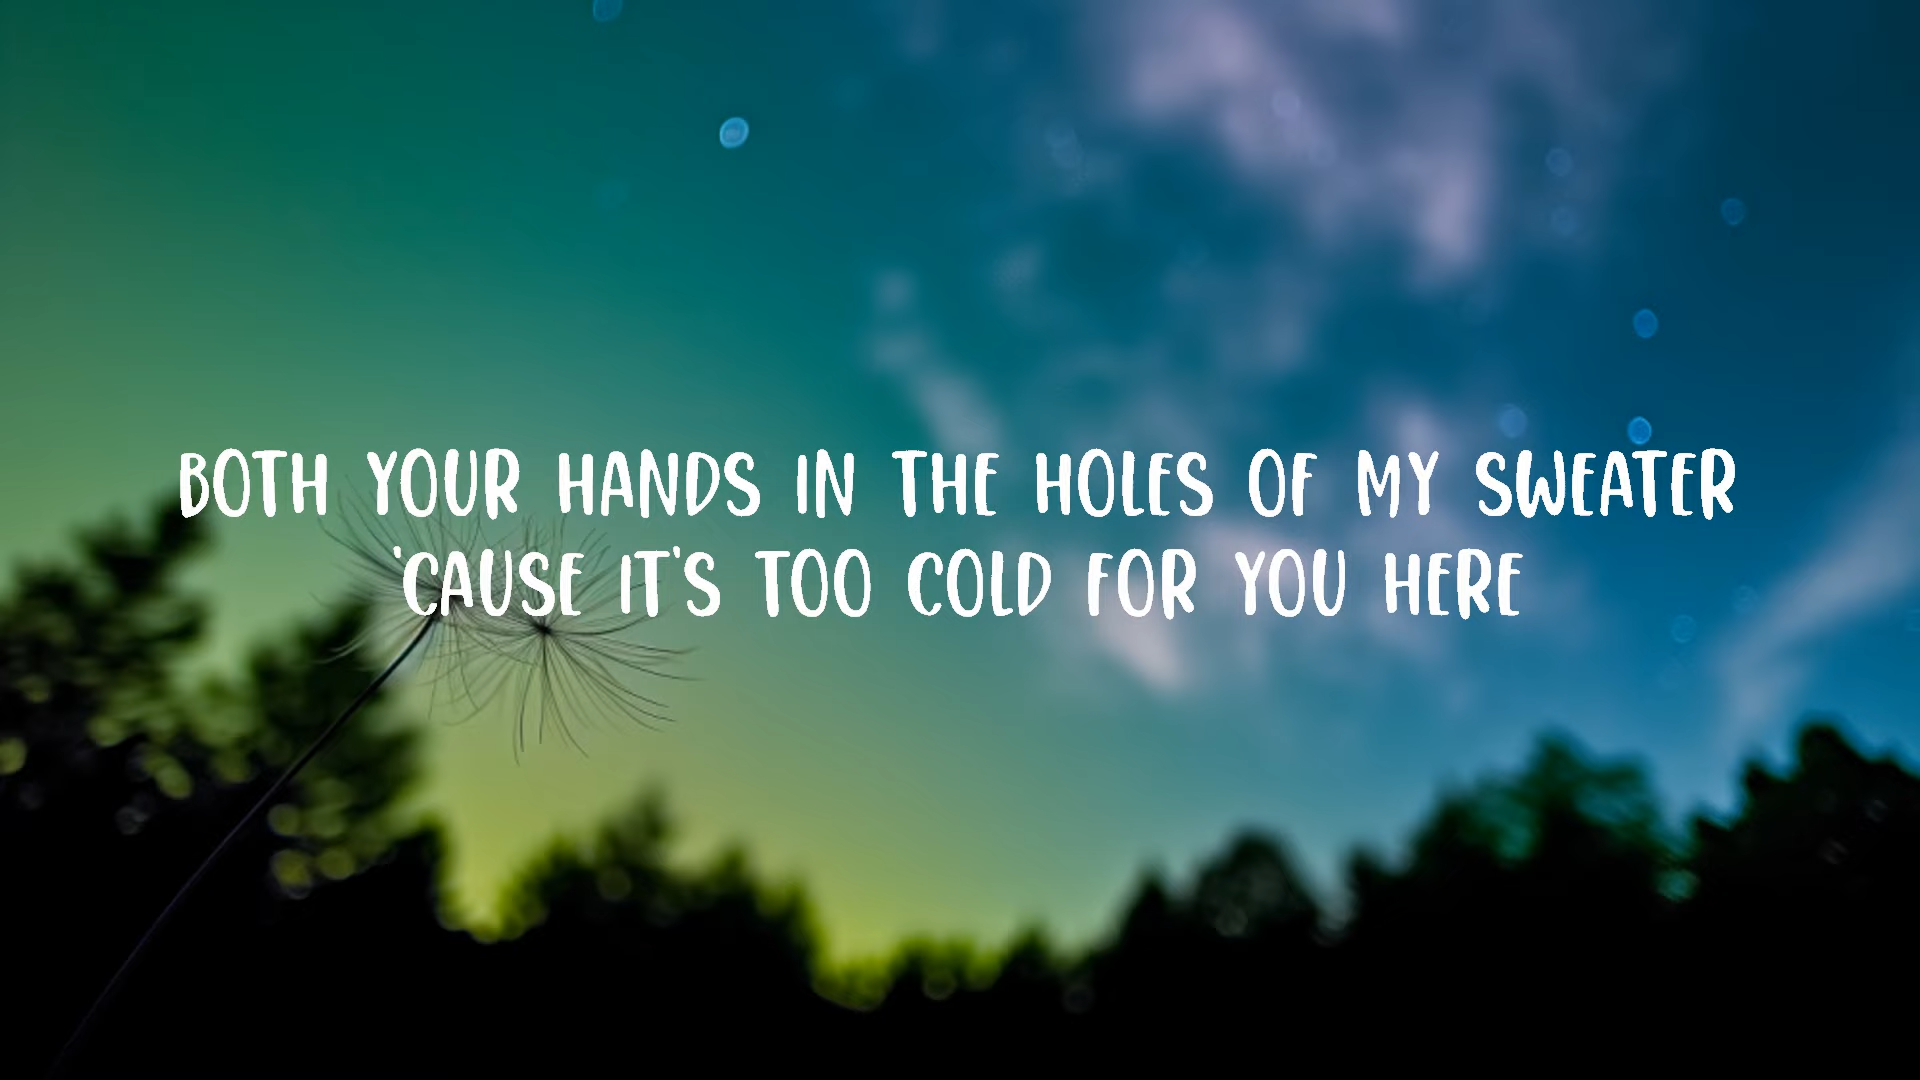 BOTH YOUR HANDS IN THE HOLES OF MY SWEATER
'CAUSE IT'S TOO COLD FOR YOU HERE